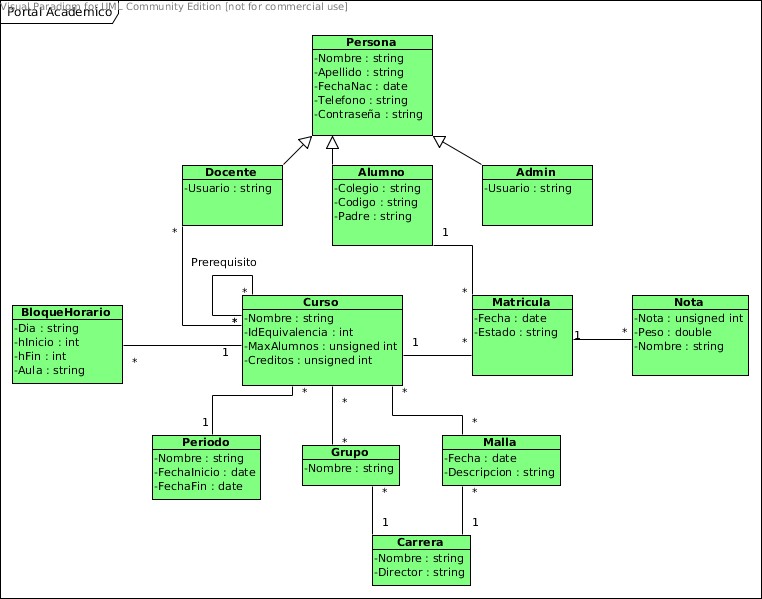 Visual Paradigm for UML Community Edition [not for commercial use]
Portal Academico
Persona
-Nombre : string
-Apellido : string
-FechaNac : date
-Telefono : string
-Contraseña : string
Docente
-Usuario : string
Alumno
-Colegio : string
-Codigo : string
-Padre : string
Admin
-Usuario : string
*
1
Prerequisito
*
*
*
BloqueHorario
-Dia : string
-hInicio : int
-hFin : int
-Aula : string
Curso
-Nombre : string
-IdEquivalencia : int
-MaxAlumnos : unsigned int
-Creditos : unsigned int
Matricula
-Fecha : date
-Estado : string
Nota
-Nota : unsigned int
-Peso : double
-Nombre : string
*
1
1
*
1
*
*
*
*
1
*
*
Periodo
-Nombre : string
-FechaInicio : date
-FechaFin : date
Grupo
-Nombre : string
Malla
-Fecha : date
-Descripcion : string
*
*
1
1
Carrera
-Nombre : string
-Director : string